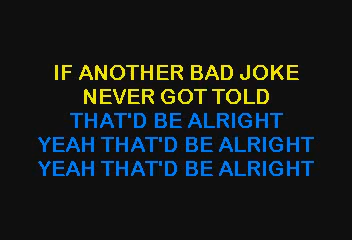 IF ANOTHER BAD JOKE
NEVER GOT TOLD
THAT'D BE ALRIGHT
YEAH THAT'D BE ALRIGHT
YEAH THAT'D BE ALRIGHT